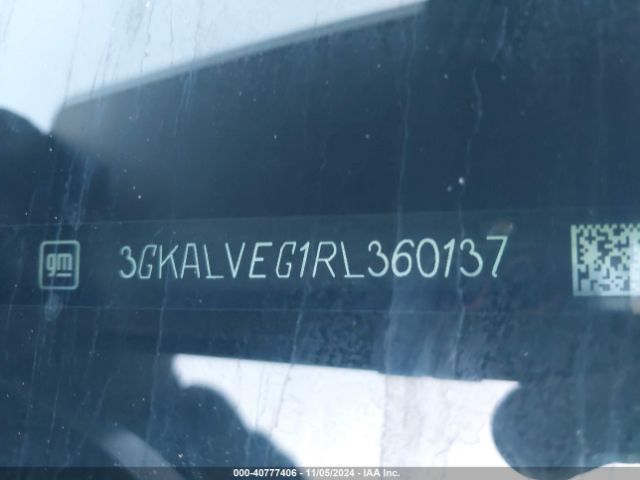 gm 3GKALVEG1RL360137
000-40777406 - 11/05/2024 - IAA Inc.